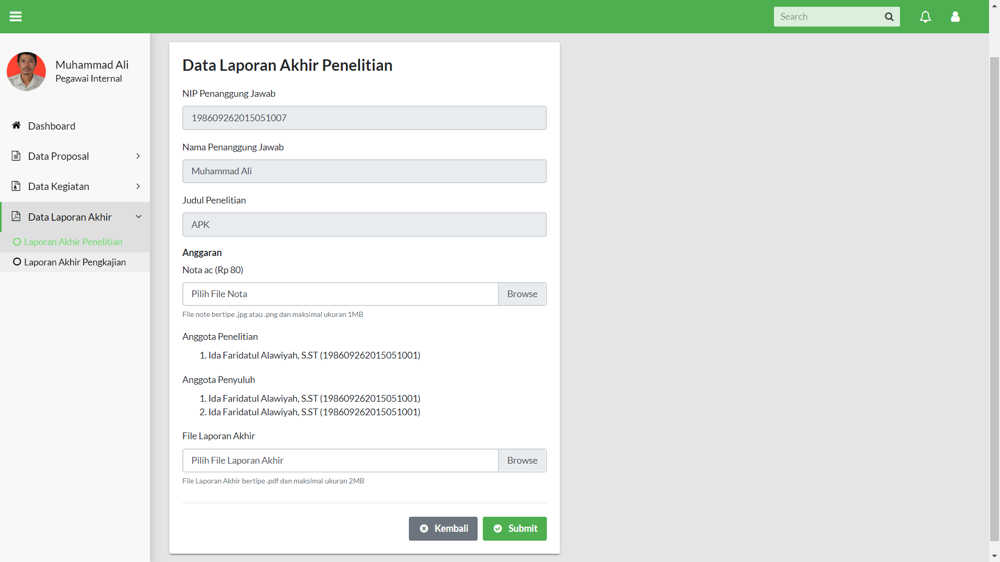 Search
Muhammad Ali
Pegawai Internal
Dashboard
Data Proposal
Data Kegiatan
Data Laporan Akhir
Laporan Akhir Penelitian
Laporan Akhir Pengkajian
Data Laporan Akhir Penelitian
NIP Penanggung Jawab
198609262015051007
Nama Penanggung Jawab
Muhammad Ali
Judul Penelitian
APK
Anggaran
Nota ac (Rp 80)
Pilih File Nota Browse
File note bertipe .jpg atau .png dan maksimal ukuran 1MB
Anggota Penelitian
1. Ida Faridatul Alawiyah, S.ST (198609262015051001)
Anggota Penyuluh
1. Ida Faridatul Alawiyah, S.ST (198609262015051001)
2. Ida Faridatul Alawiyah, S.ST (198609262015051001)
File Laporan Akhir
Pilih File Laporan Akhir Browse
File Laporan Akhir bertipe .pdf dan maksimal ukuran 2MB
Kembali Submit